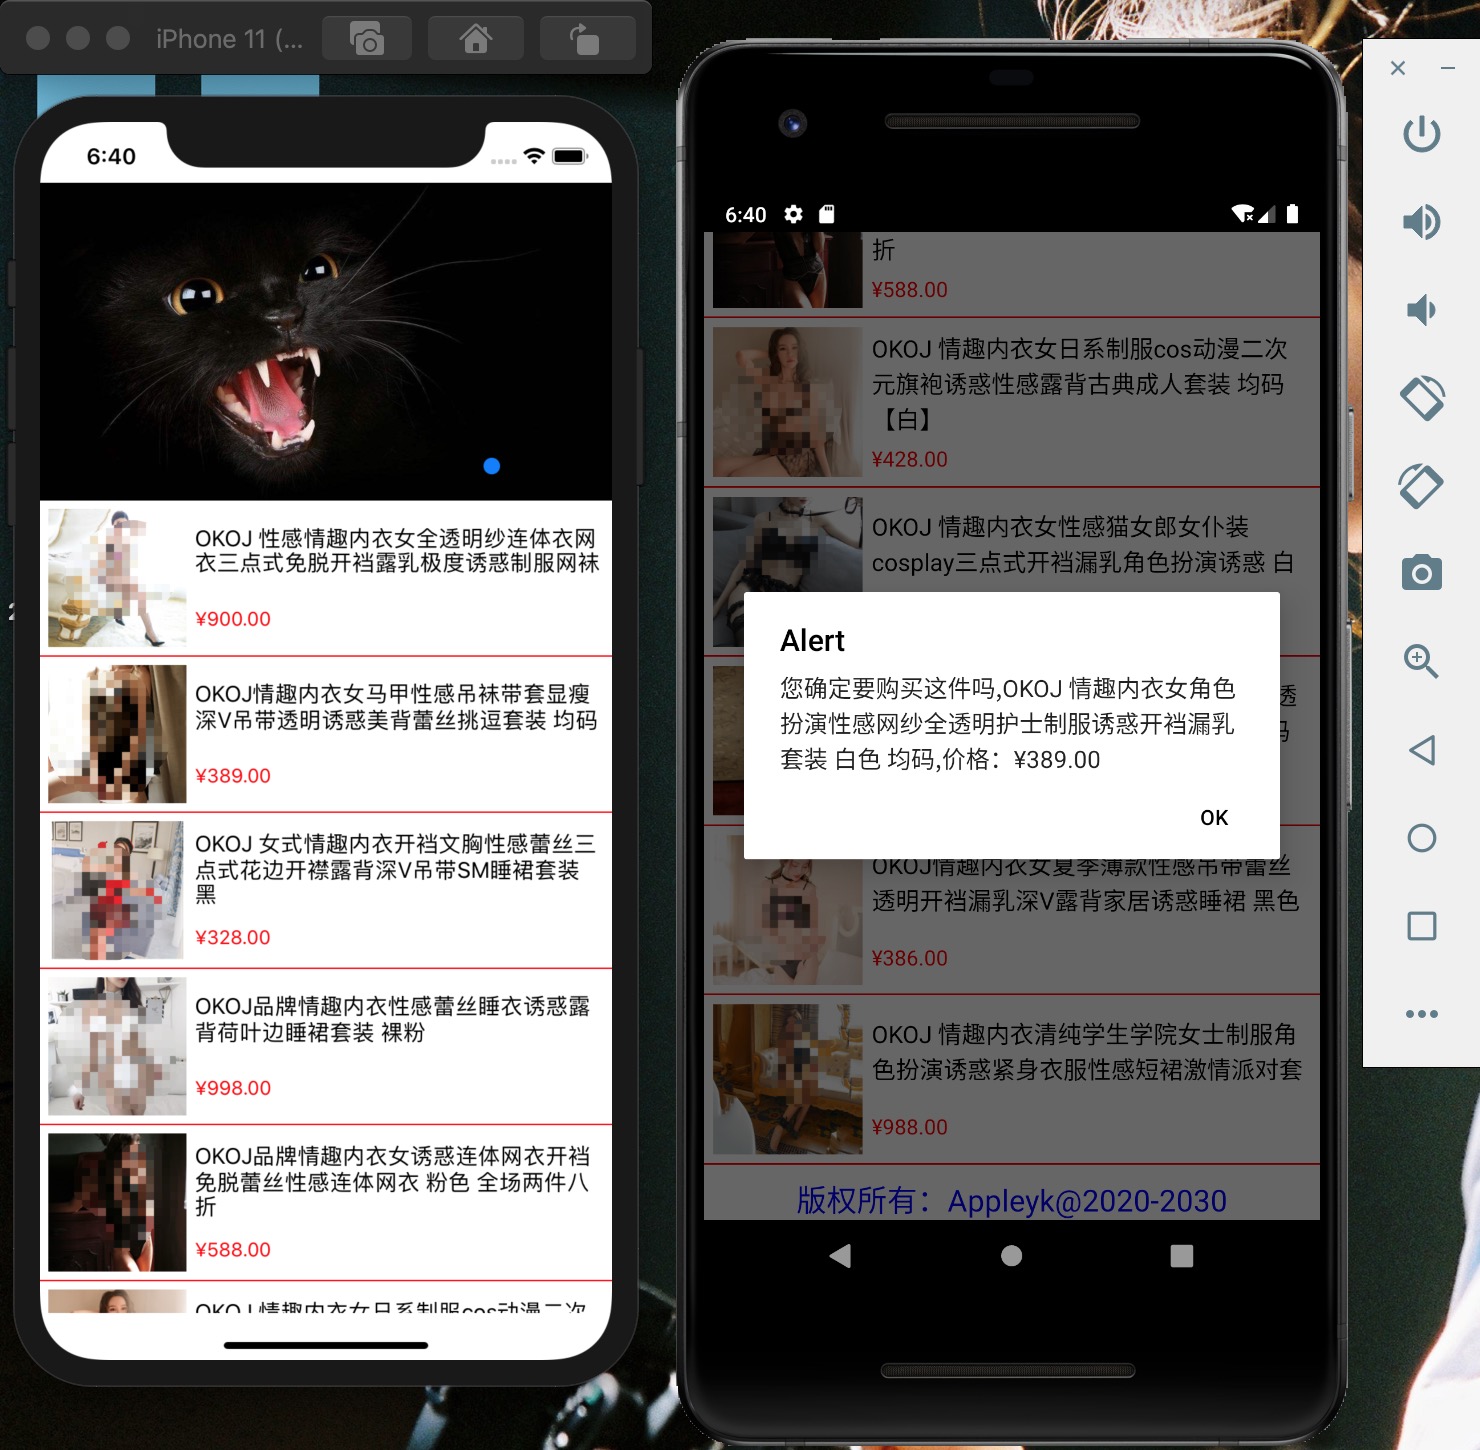 iPhone 11 (...
6:40
OKOJ 性感情趣内衣女全透明纱连体衣网
衣三点式免脱开裆露乳极度诱惑制服网袜
¥900.00
OKOJ情趣内衣女马甲性感吊袜带套显瘦
深V吊带透明诱惑美背蕾丝挑逗套装 均码
¥389.00
OKOJ 女式情趣内衣开裆文胸性感蕾丝三
点式花边开襟露背深V吊带SM睡裙套装
黑
¥328.00
OKOJ品牌情趣内衣性感蕾丝睡衣诱惑露
背荷叶边睡裙套装 裸粉
¥998.00
OKOJ品牌情趣内衣女诱惑连体网衣开裆
免脱蕾丝性感连体网衣 粉色 全场两件八
折
¥588.00
OKOJ 情趣内衣女日系制服cos动漫二次
6:40
折
¥588.00
OKOJ 情趣内衣女日系制服cos动漫二次
元旗袍诱惑性感露背古典成人套装 均码
【白】
¥428.00
OKOJ 情趣内衣女性感猫女郎女仆装
cosplay三点式开裆漏乳角色扮演诱惑 白
透
Alert
您确定要购买这件吗,OKOJ 情趣内衣女角色
扮演性感网纱全透明护士制服诱惑开裆漏乳
套装 白色 均码,价格：¥389.00
OK
OKOJ情趣内衣女夏季薄款性感吊带蕾丝
透明开裆漏乳深V露背家居诱惑睡裙 黑色
¥386.00
OKOJ 情趣内衣清纯学生学院女士制服角
色扮演诱惑紧身衣服性感短裙激情派对套
¥988.00
版权所有：Appleyk@2020-2030